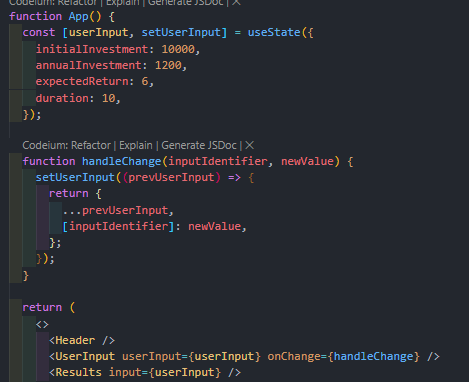 Codeium: Refactor | Explain | Generate JSDoc | X
function App() {
const [userInput, setUserInput] = useState({
initialInvestment: 10000,
annualInvestment: 1200,
expectedReturn: 6,
duration: 10,
});
Codeium: Refactor | Explain | Generate JSDoc | X
function handleChange(inputIdentifier, newValue) {
setUserInput((prevUserInput) => {
return {
...prevUserInput,
[inputIdentifier]: newValue,
};
});
}
return (
<>
<Header />
<UserInput userInput={userInput} onChange={handleChange} />
<Results input={userInput} />